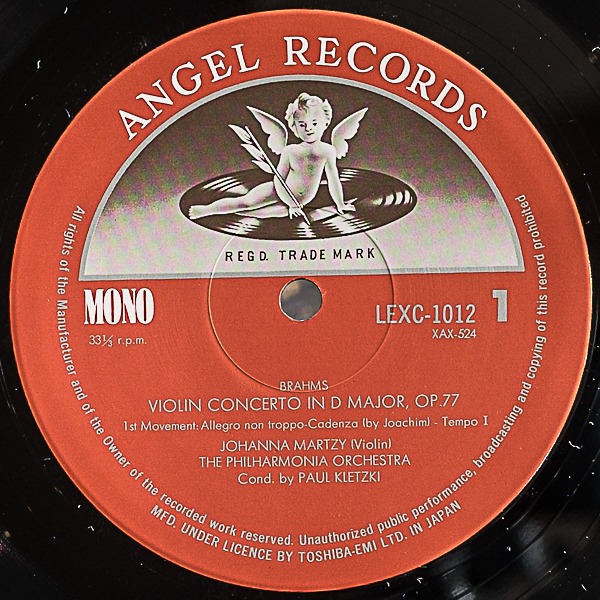 ANGEL RECORDS
REGD. TRADE MARK
MONO
33⅓ r.p.m.
LEXC-1012 1
XAX-524
BRAHMS
VIOLIN CONCERTO IN D MAJOR, OP.77
1st Movement: Allegro non troppo-Cadenza (by Joachim) - Tempo I
JOHANNA MARTZY (Violin)
THE PHILHARMONIA ORCHESTRA
Cond. by PAUL KLETZKI
All rights of the Manufacturer and of the Owner of the recorded work reserved. Unauthorized public performance, broadcasting and copying of this record prohibited
MFD. UNDER LICENCE BY TOSHIBA-EMI LTD. IN JAPAN